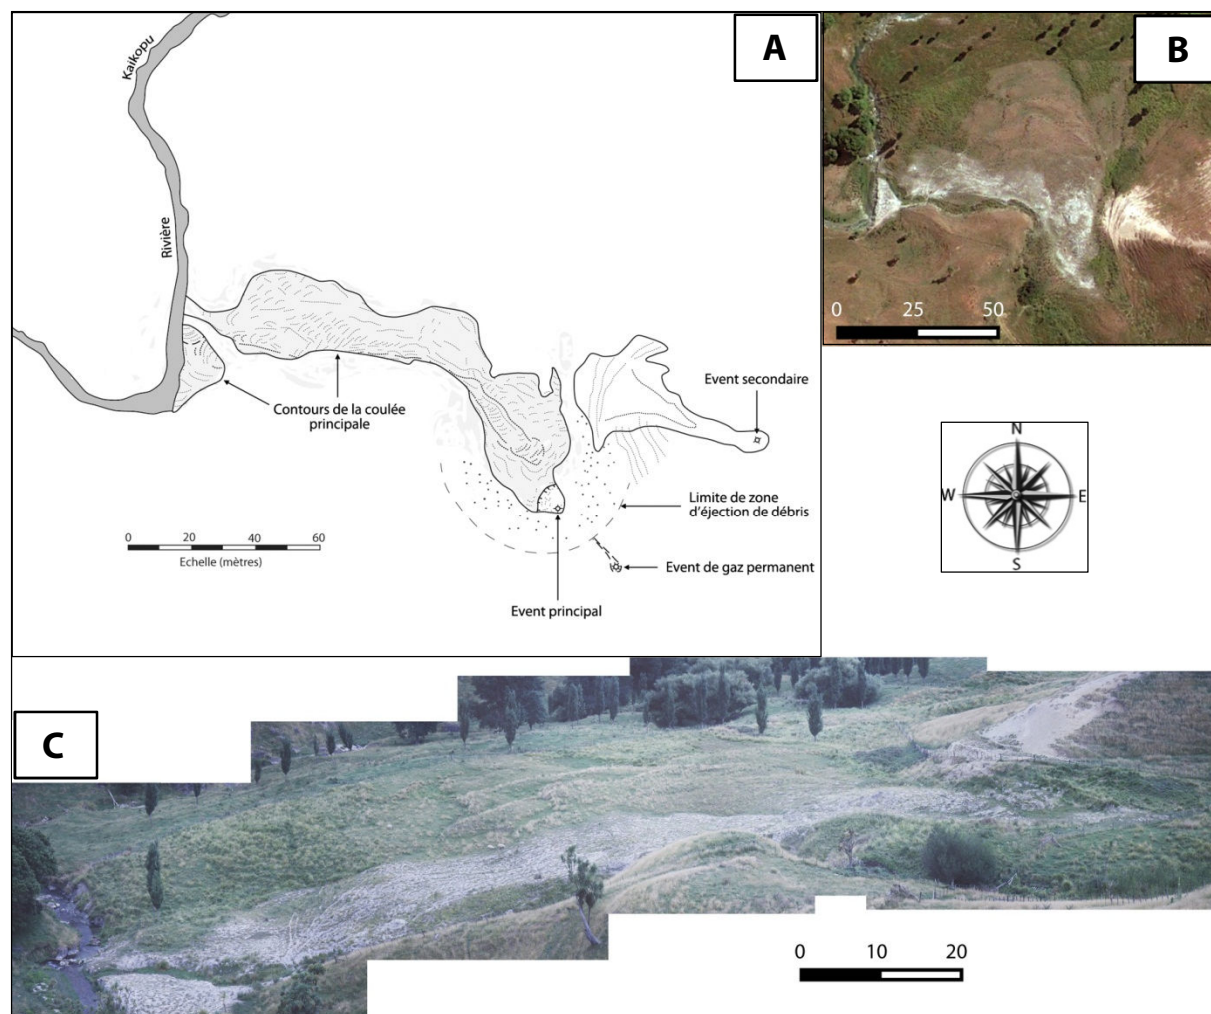 A
Kaikopu
Rivière
Event secondaire
Contours de la coulée
principale
Limite de zone
d'éjection de débris
0 20 40 60
Echelle (mètres)
Event de gaz permanent
Event principal
B
0 25 50
N
W E
S
C
0 10 20